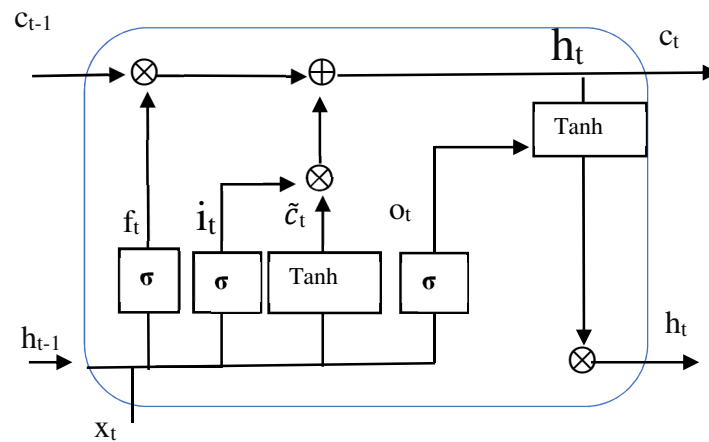 c_{t-1}
h_t
c_t
Tanh
f_t
i_t
c̃_t
o_t
σ
σ
Tanh
σ
h_{t-1}
h_t
x_t